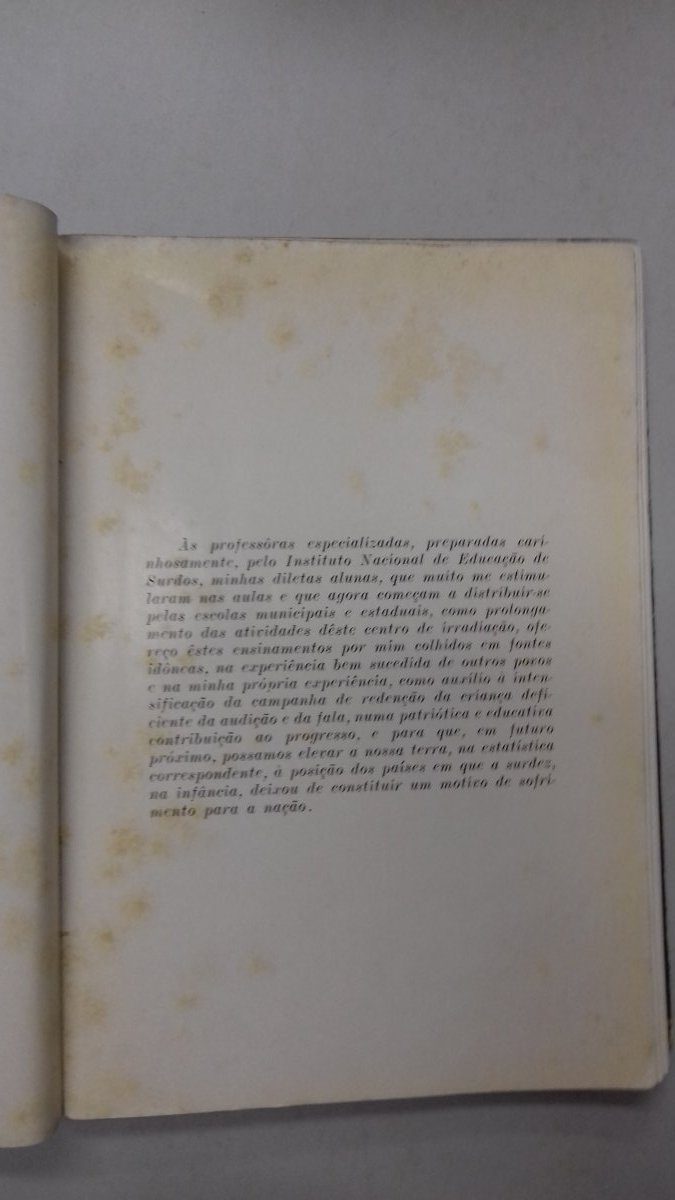 Às professôras especializadas, preparadas cari-
nhosamente, pelo Instituto Nacional de Educação de
Surdos, minhas diletas alunas, que muito me estimu-
laram nas aulas e que agora começam a distribuir-se
pelas escolas municipais e estaduais, como prolonga-
mento das atividades dêste centro de irradiação, ofe-
reço êstes ensinamentos por mim colhidos em fontes
idôneas, na experiência bem sucedida de outros povos
e na minha própria experiência, como auxílio à inten-
sificação da campanha de redenção da criança defi-
ciente da audição e da fala, numa patriótica e educativa
contribuição ao progresso, e para que, em futuro
próximo, possamos elevar a nossa terra, na estatística
correspondente, à posição dos países em que a surdez,
na infância, deixou de constituir um motivo de sofri-
mento para a nação.